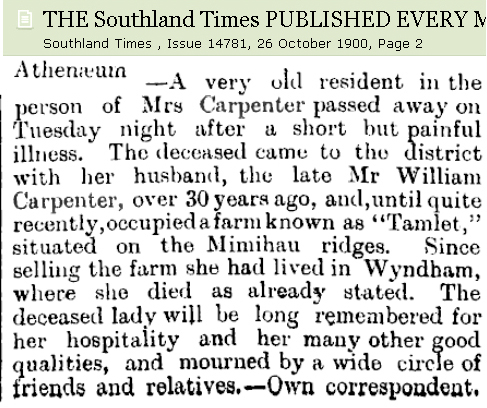 THE Southland Times PUBLISHED EVERY M
Southland Times , Issue 14781, 26 October 1900, Page 2
Athenæum
—A very old resident in the
person of Mrs Carpenter passed away on
Tuesday night after a short but painful
illness. The deceased came to the district
with her husband, the late Mr William
Carpenter, over 30 years ago, and, until quite
recently, occupied a farm known as "Tamlet,"
situated on the Mimihau ridges. Since
selling the farm she had lived in Wyndham,
where she died as already stated. The
deceased lady will be long remembered for
her hospitality and her many other good
qualities, and mourned by a wide circle of
friends and relatives.—Own correspondent.